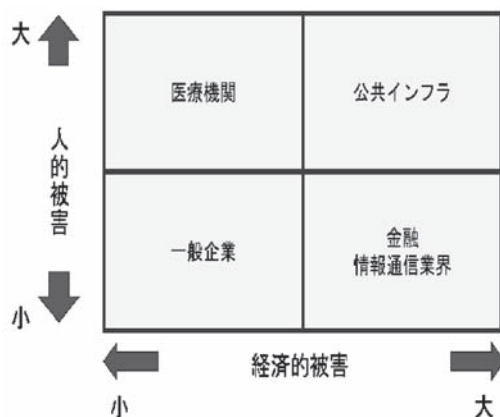 大
医療機関
公共インフラ
人的被害
一般企業
金融
情報通信業界
小
経済的被害
小
大